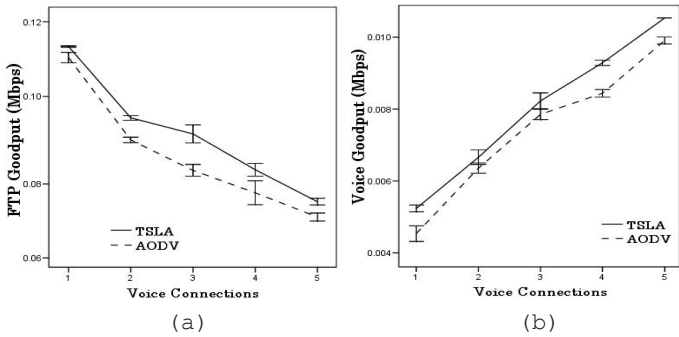 FTP Goodput (Mbps)
0.12
0.10
0.08
0.06
TSLA
AODV
1 2 3 4 5
Voice Connections
(a)
Voice Goodput (Mbps)
0.010
0.008
0.006
0.004
TSLA
AODV
1 2 3 4 5
Voice Connections
(b)